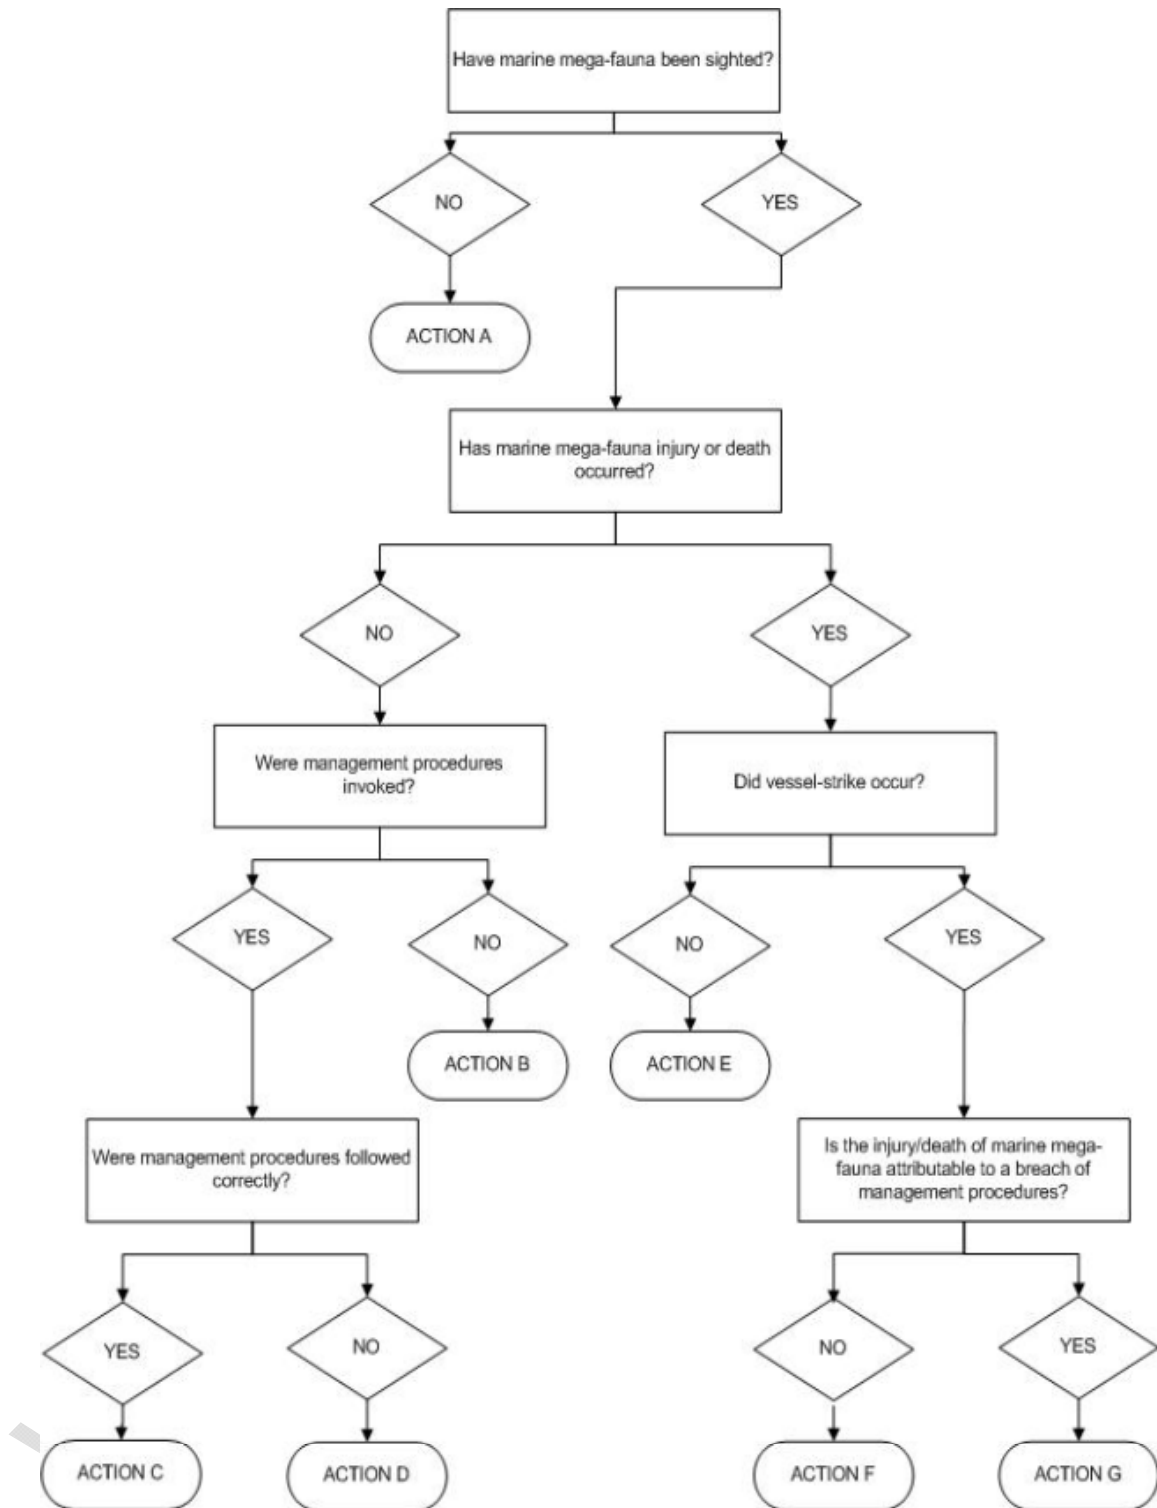 Have marine mega-fauna been sighted?
NO
YES
ACTION A
Has marine mega-fauna injury or death
occurred?
NO
YES
Were management procedures
invoked?
Did vessel-strike occur?
YES
NO
NO
YES
ACTION B
ACTION E
Were management procedures followed
correctly?
Is the injury/death of marine mega-
fauna attributable to a breach of
management procedures?
YES
NO
NO
YES
ACTION C
ACTION D
ACTION F
ACTION G